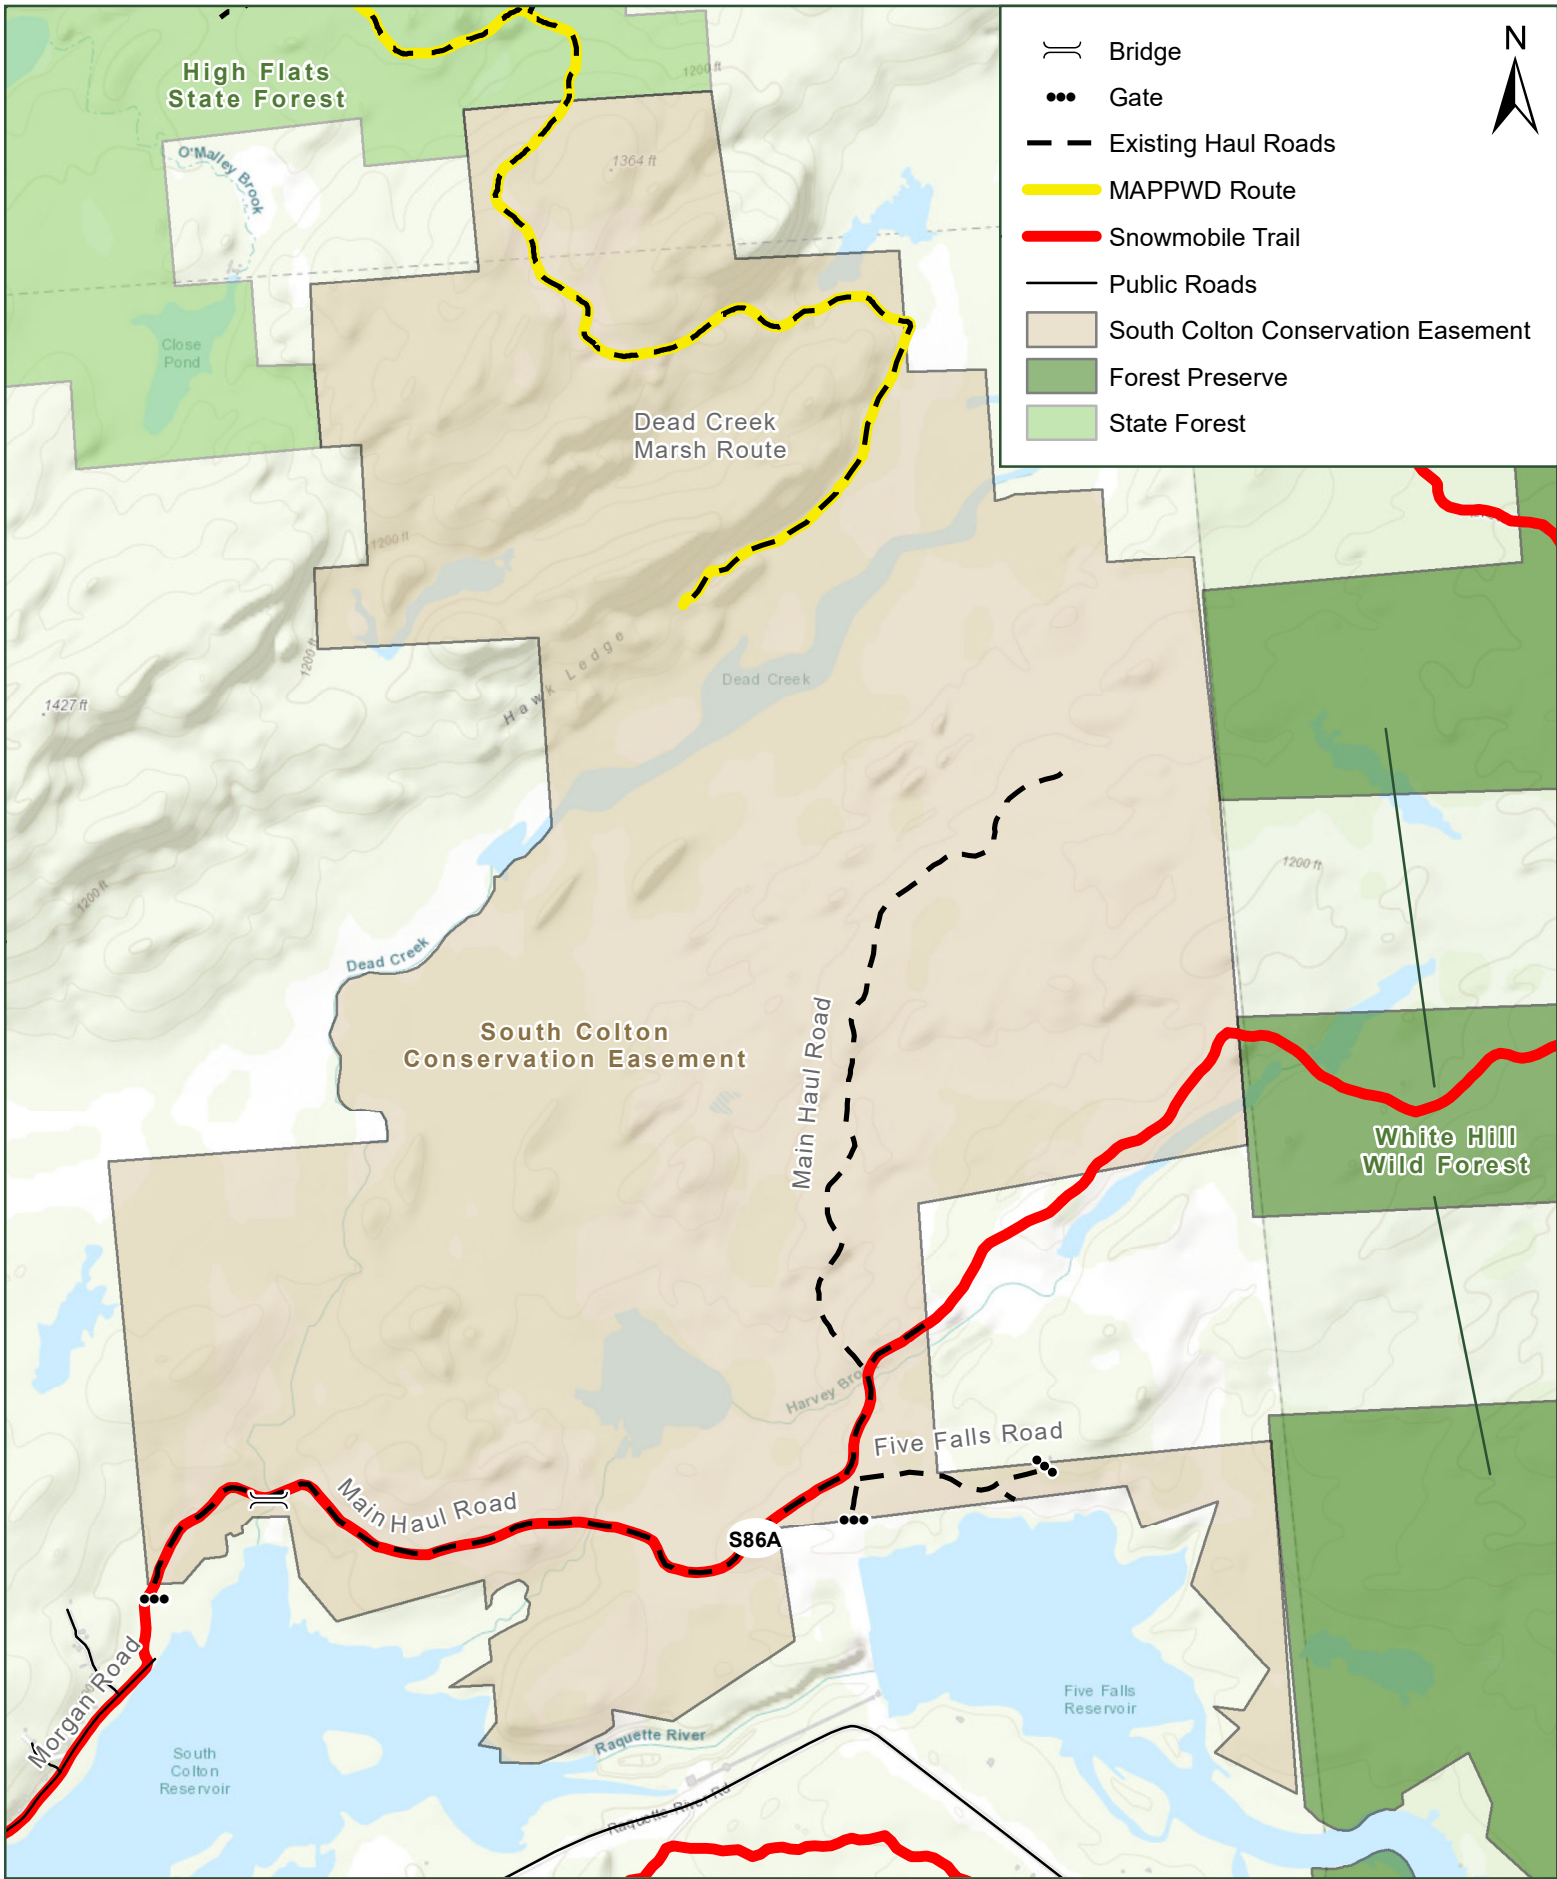 Bridge
Gate
Existing Haul Roads
MAPPWD Route
Snowmobile Trail
Public Roads
South Colton Conservation Easement
Forest Preserve
State Forest
N
High Flats
State Forest
1200 ft
O'Malley Brook
1364 ft
Close
Pond
Dead Creek
Marsh Route
1200 ft
1200 ft
Hawk Ledge
Dead Creek
1427 ft
1200 ft
1200 ft
Dead Creek
South Colton
Conservation Easement
Main Haul Road
White Hill
Wild Forest
Harvey Bro
Five Falls Road
Main Haul Road
S86A
Morgan Road
Five Falls
Reservoir
Raquette River
South
Colton
Reservoir
Raquette River Rd